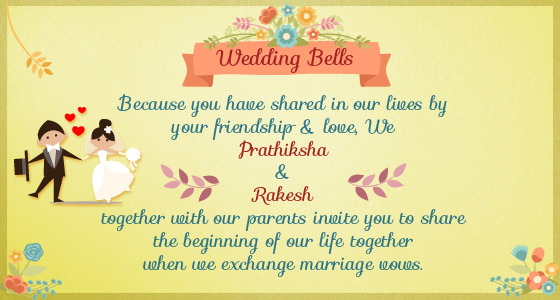 Wedding Bells
Because you have shared in our lives by
your friendship & love, We
Prathiksha
&
Rakesh
together with our parents invite you to share
the beginning of our life together
when we exchange marriage vows.